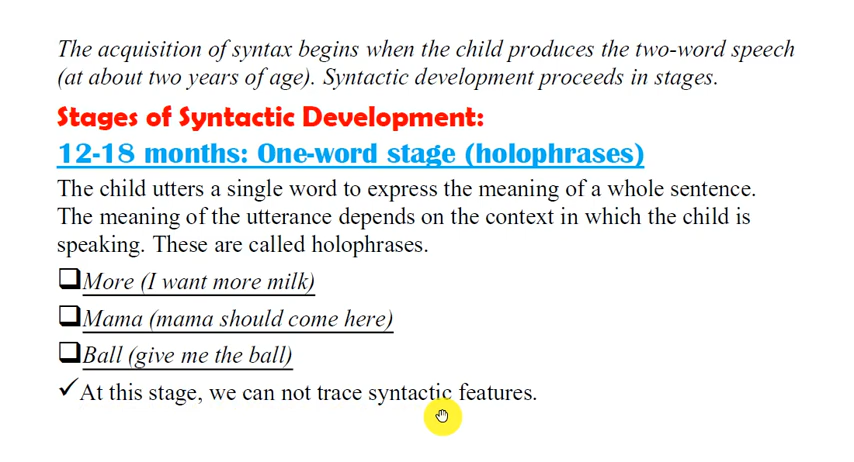 The acquisition of syntax begins when the child produces the two-word speech
(at about two years of age). Syntactic development proceeds in stages.
Stages of Syntactic Development:
12-18 months: One-word stage (holophrases)
The child utters a single word to express the meaning of a whole sentence.
The meaning of the utterance depends on the context in which the child is
speaking. These are called holophrases.
❑More (I want more milk)
❑Mama (mama should come here)
❑Ball (give me the ball)
✓At this stage, we can not trace syntactic features.